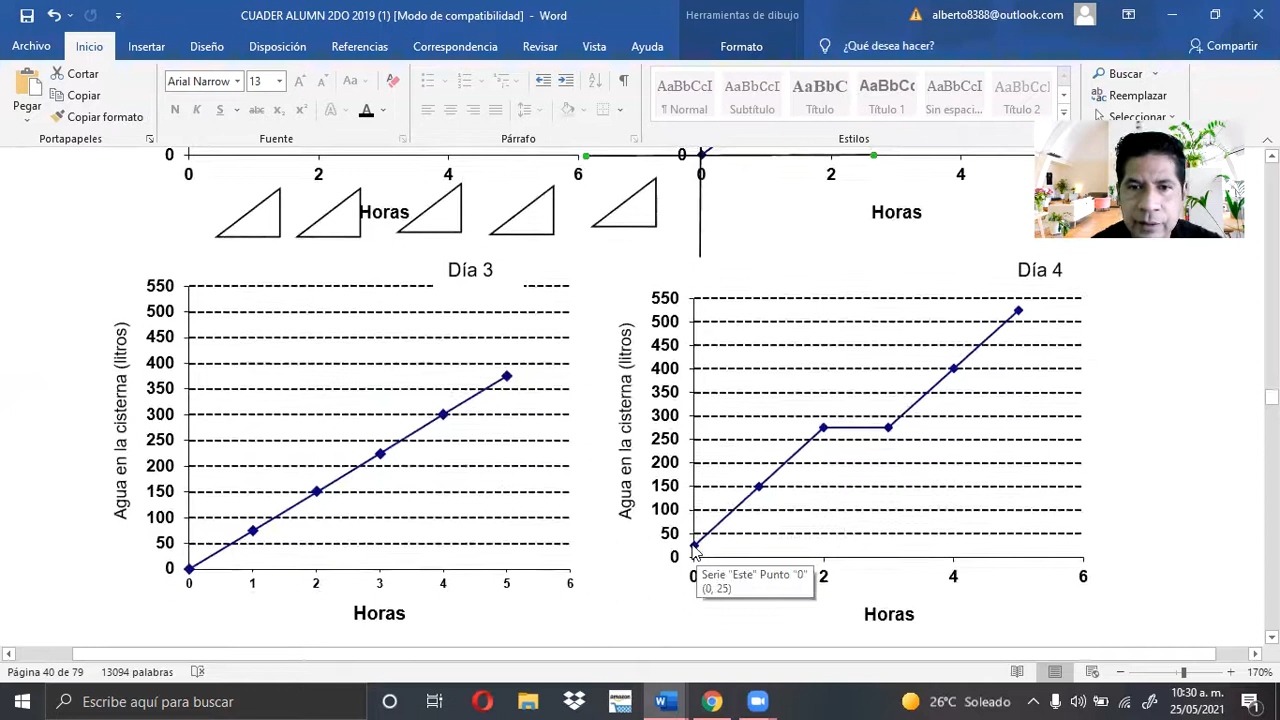 CUADER ALUMN 2DO 2019 (1) [Modo de compatibilidad] - Word
Herramientas de dibujo
alberto8388@outlook.com
Archivo Inicio Insertar Diseño Disposición Referencias Correspondencia Revisar Vista Ayuda Formato ¿Qué desea hacer? Compartir
Pegar
Cortar
Copiar
Copiar formato
Portapapeles
Arial Narrow 13
Aa
N K S abc x₂ x² A A
Fuente
Párrafo
AaBbCcI AaBbCcI AaBbC AaBbCc AaBbCcI AaBbCcI
¶ Normal Subtítulo Título Título 1 Sin espaci... Título 2
Estilos
Buscar
Reemplazar
Seleccionar
0
0 2 4 6
Horas
0
0 2 4
Horas
Día 3
Agua en la cisterna (litros)
550
500
450
400
350
300
250
200
150
100
50
0
0 1 2 3 4 5 6
Horas
Día 4
Agua en la cisterna (litros)
550
500
450
400
350
300
250
200
150
100
50
0
0 2 4 6
Serie "Este" Punto "0"
(0, 25)
Horas
Página 40 de 79 13094 palabras
170%
Escribe aquí para buscar
amazon
26°C Soleado
10:30 a. m.
25/05/2021
1